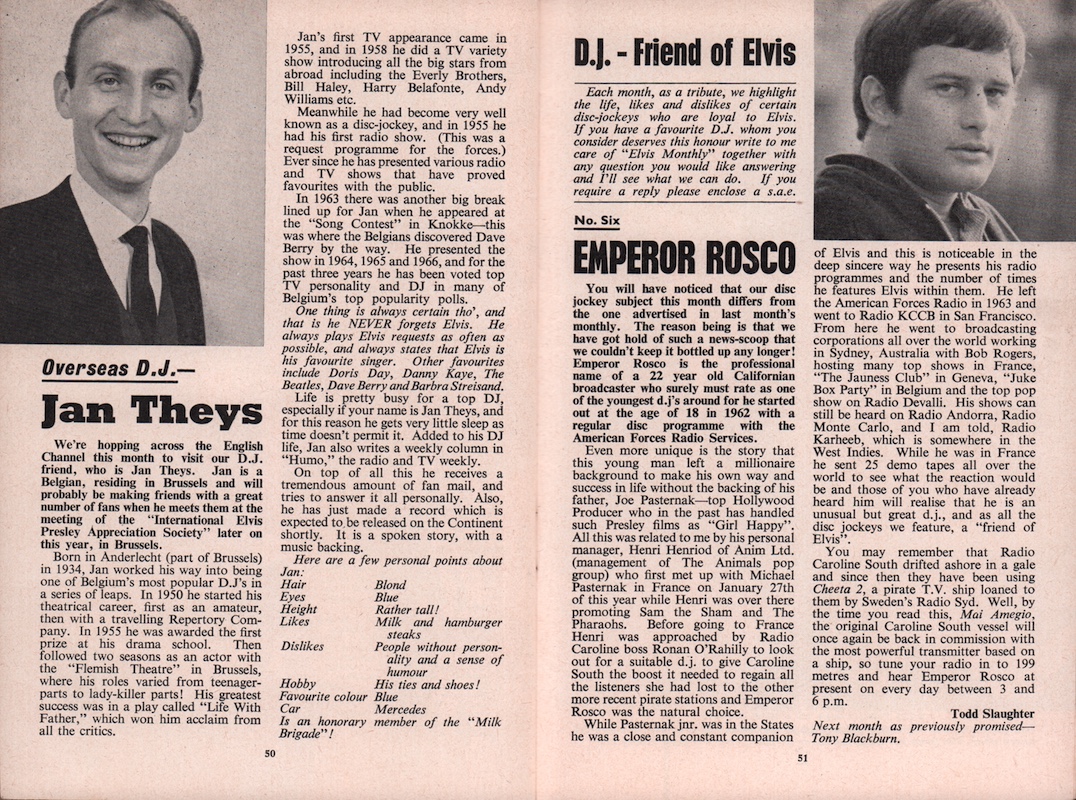 Overseas D.J.—
Jan Theys
We're hopping across the English
Channel this month to visit our D.J.
friend, who is Jan Theys. Jan is a
Belgian, residing in Brussels and will
probably be making friends with a great
number of fans when he meets them at the
meeting of the "International Elvis
Presley Appreciation Society" later on
this year, in Brussels.
Born in Anderlecht (part of Brussels)
in 1934, Jan worked his way into being
one of Belgium's most popular D.J's in
a series of leaps. In 1950 he started his
theatrical career, first as an amateur,
then with a travelling Repertory Com-
pany. In 1955 he was awarded the first
prize at his drama school. Then
followed two seasons as an actor with
the "Flemish Theatre" in Brussels,
where his roles varied from teenager-
parts to lady-killer parts! His greatest
success was in a play called "Life With
Father," which won him acclaim from
all the critics.
Jan's first TV appearance came in
1955, and in 1958 he did a TV variety
show introducing all the big stars from
abroad including the Everly Brothers,
Bill Haley, Harry Belafonte, Andy
Williams etc.
Meanwhile he had become very well
known as a disc-jockey, and in 1955 he
had his first radio show. (This was a
request programme for the forces.)
Ever since he has presented various radio
and TV shows that have proved
favourites with the public.
In 1963 there was another big break
lined up for Jan when he appeared at
the "Song Contest" in Knokke—this
was where the Belgians discovered Dave
Berry by the way. He presented the
show in 1964, 1965 and 1966, and for the
past three years he has been voted top
TV personality and DJ in many of
Belgium's top popularity polls.
One thing is always certain tho', and
that is he NEVER forgets Elvis. He
always plays Elvis requests as often as
possible, and always states that Elvis is
his favourite singer. Other favourites
include Doris Day, Danny Kaye, The
Beatles, Dave Berry and Barbra Streisand.
Life is pretty busy for a top DJ,
especially if your name is Jan Theys, and
for this reason he gets very little sleep as
time doesn't permit it. Added to his DJ
life, Jan also writes a weekly column in
"Humo," the radio and TV weekly.
On top of all this he receives a
tremendous amount of fan mail, and
tries to answer it all personally. Also,
he has just made a record which is
expected to be released on the Continent
shortly. It is a spoken story, with a
music backing.
Here are a few personal points about
Jan:
Hair Blond
Eyes Blue
Height Rather tall!
Likes Milk and hamburger
steaks
Dislikes People without person-
ality and a sense of
humour
Hobby His ties and shoes!
Favourite colour Blue
Car Mercedes
Is an honorary member of the "Milk
Brigade"!
50
D.J. - Friend of Elvis
Each month, as a tribute, we highlight
the life, likes and dislikes of certain
disc-jockeys who are loyal to Elvis.
If you have a favourite D.J. whom you
consider deserves this honour write to me
care of "Elvis Monthly" together with
any question you would like answering
and I'll see what we can do. If you
require a reply please enclose a s.a.e.
No. Six
EMPEROR ROSCO
You will have noticed that our disc
jockey subject this month differs from
the one advertised in last month's
monthly. The reason being is that we
have got hold of such a news-scoop that
we couldn't keep it bottled up any longer!
Emperor Rosco is the professional
name of a 22 year old Californian
broadcaster who surely must rate as one
of the youngest d.j's around for he started
out at the age of 18 in 1962 with a
regular disc programme with the
American Forces Radio Services.
Even more unique is the story that
this young man left a millionaire
background to make his own way and
success in life without the backing of his
father, Joe Pasternak—top Hollywood
Producer who in the past has handled
such Presley films as "Girl Happy".
All this was related to me by his personal
manager, Henri Henriod of Anim Ltd.
(management of The Animals pop
group) who first met up with Michael
Pasternak in France on January 27th
of this year while Henri was over there
promoting Sam the Sham and The
Pharaohs. Before going to France
Henri was approached by Radio
Caroline boss Ronan O'Rahilly to look
out for a suitable d.j. to give Caroline
South the boost it needed to regain all
the listeners she had lost to the other
more recent pirate stations and Emperor
Rosco was the natural choice.
While Pasternak jnr. was in the States
he was a close and constant companion
of Elvis and this is noticeable in the
deep sincere way he presents his radio
programmes and the number of times
he features Elvis within them. He left
the American Forces Radio in 1963 and
went to Radio KCCB in San Francisco.
From here he went to broadcasting
corporations all over the world working
in Sydney, Australia with Bob Rogers,
hosting many top shows in France,
"The Jauness Club" in Geneva, "Juke
Box Party" in Belgium and the top pop
show on Radio Devalli. His shows can
still be heard on Radio Andorra, Radio
Monte Carlo, and I am told, Radio
Karheeb, which is somewhere in the
West Indies. While he was in France
he sent 25 demo tapes all over the
world to see what the reaction would
be and those of you who have already
heard him will realise that he is an
unusual but great d.j., and as all the
disc jockeys we feature, a "friend of
Elvis".
You may remember that Radio
Caroline South drifted ashore in a gale
and since then they have been using
Cheeta 2, a pirate T.V. ship loaned to
them by Sweden's Radio Syd. Well, by
the time you read this, Mai Amegio,
the original Caroline South vessel will
once again be back in commission with
the most powerful transmitter based on
a ship, so tune your radio in to 199
metres and hear Emperor Rosco at
present on every day between 3 and
6 p.m.
Todd Slaughter
Next month as previously promised—
Tony Blackburn.
51